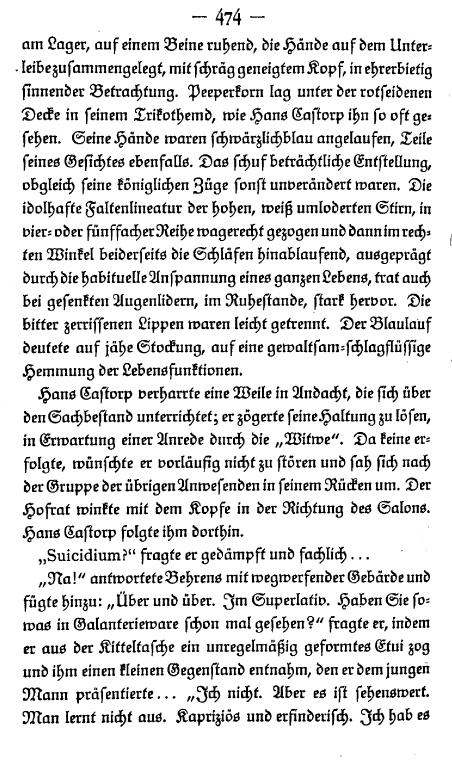 — 474 —
am Lager, auf einem Beine ruhend, die Hände auf dem Unter-
leibe zusammengelegt, mit schräg geneigtem Kopf, in ehrerbietig
sinnender Betrachtung. Peeperkorn lag unter der rotseidenen
Decke in seinem Trikothemd, wie Hans Castorp ihn so oft ge-
sehen. Seine Hände waren schwärzlichblau angelaufen, Teile
seines Gesichtes ebenfalls. Das schuf beträchtliche Entstellung,
obgleich seine königlichen Züge sonst unverändert waren. Die
idolhafte Faltenlineatur der hohen, weiß umloderten Stirn, in
vier- oder fünffacher Reihe wagerecht gezogen und dann im rech-
ten Winkel beiderseits die Schläfen hinablaufend, ausgeprägt
durch die habituelle Anspannung eines ganzen Lebens, trat auch
bei gesenkten Augenlidern, im Ruhestande, stark hervor. Die
bitter zerrissenen Lippen waren leicht getrennt. Der Blaulauf
deutete auf jähe Stockung, auf eine gewaltsam-schlagflüssige
Hemmung der Lebensfunktionen.
Hans Castorp verharrte eine Weile in Andacht, die sich über
den Sachbestand unterrichtet; er zögerte seine Haltung zu lösen,
in Erwartung einer Anrede durch die „Witwe“. Da keine er-
folgte, wünschte er vorläufig nicht zu stören und sah sich nach
der Gruppe der übrigen Anwesenden in seinem Rücken um. Der
Hofrat winkte mit dem Kopfe in der Richtung des Salons.
Hans Castorp folgte ihm dorthin.
„Suicidium?“ fragte er gedämpft und fachlich...
„Na!“ antwortete Behrens mit wegwerfender Gebärde und
fügte hinzu: „Über und über. Im Superlativ. Haben Sie so-
was in Galanterieware schon mal gesehen?“ fragte er, indem
er aus der Kitteltasche ein unregelmäßig geformtes Etui zog
und ihm einen kleinen Gegenstand entnahm, den er dem jungen
Mann präsentierte... „Ich nicht. Aber es ist sehenswert.
Man lernt nicht aus. Kapriziös und erfinderisch. Ich hab es